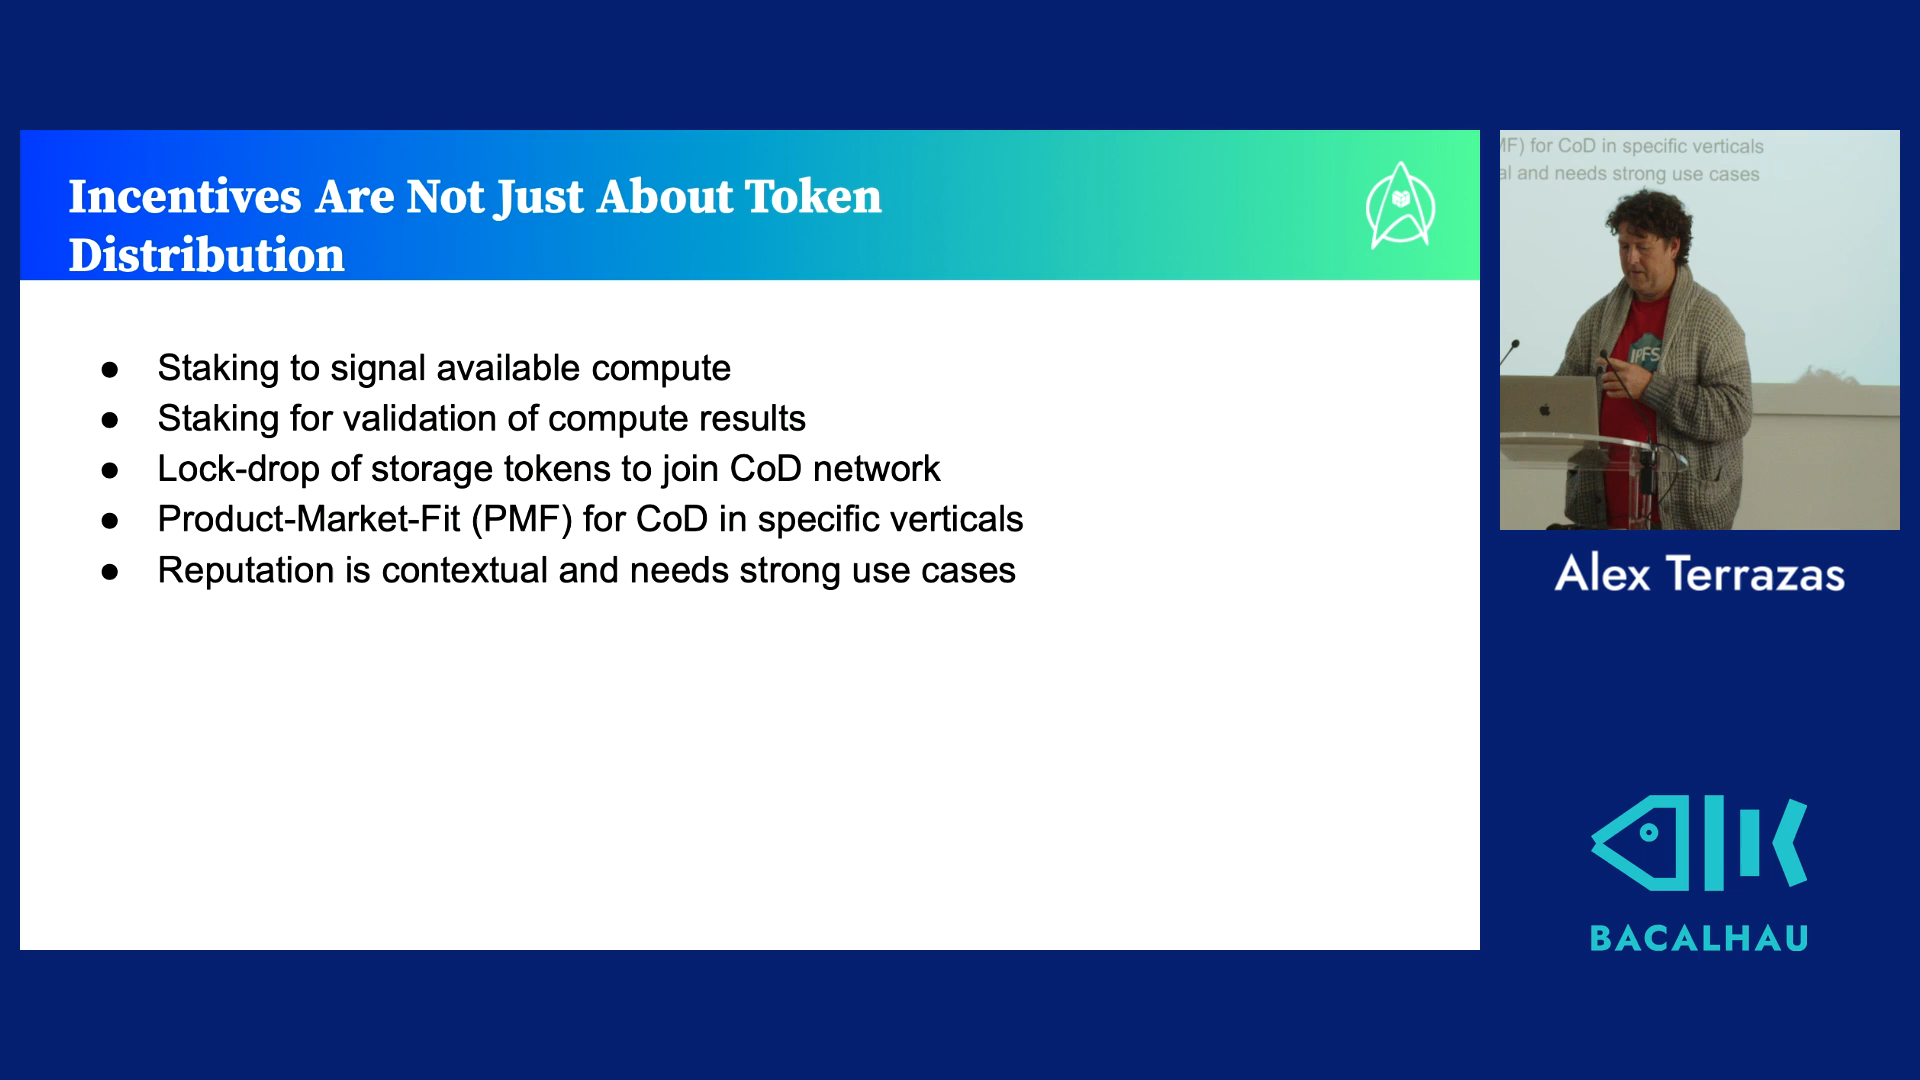 Incentives Are Not Just About Token
Distribution
● Staking to signal available compute
● Staking for validation of compute results
● Lock-drop of storage tokens to join CoD network
● Product-Market-Fit (PMF) for CoD in specific verticals
● Reputation is contextual and needs strong use cases
MF) for CoD in specific verticals
al and needs strong use cases
IPFS
Alex Terrazas
BACALHAU